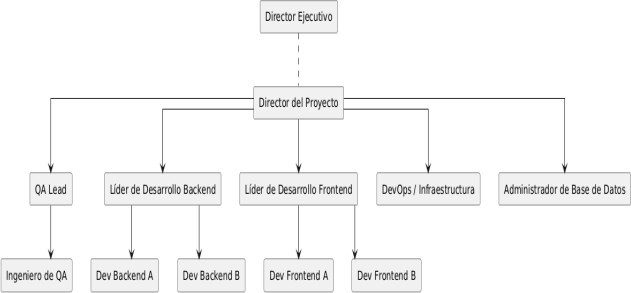 Director Ejecutivo
Director del Proyecto
QA Lead
Líder de Desarrollo Backend
Líder de Desarrollo Frontend
DevOps / Infraestructura
Administrador de Base de Datos
Ingeniero de QA
Dev Backend A
Dev Backend B
Dev Frontend A
Dev Frontend B